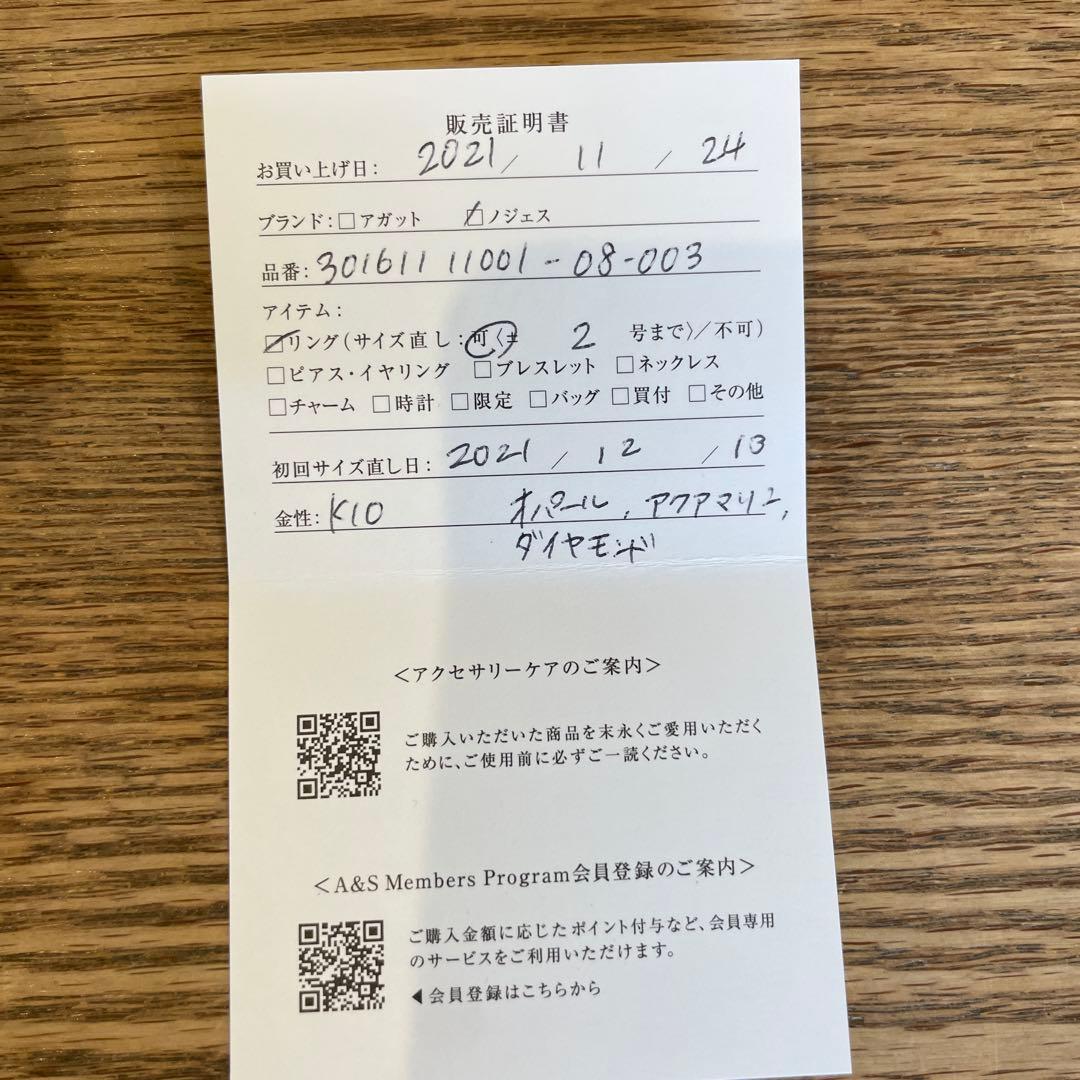 販売証明書
お買い上げ日: 2021/ 11 / 24
ブランド:□アガット ☑ノジェス
品番: 301611 11001-08-003
アイテム:
☑リング(サイズ直し:可〈± 2 号まで〉/不可)
□ピアス・イヤリング □ブレスレット □ネックレス
□チャーム □時計 □限定 □バッグ □買付 □その他
初回サイズ直し日: 2021 / 12 / 10
金性: K10 オパール, アクアマリン,
ダイヤモンド
<アクセサリーケアのご案内>
ご購入いただいた商品を末永くご愛用いただく
ために、ご使用前に必ずご一読ください。
<A&S Members Program会員登録のご案内>
ご購入金額に応じたポイント付与など、会員専用
のサービスをご利用いただけます。
◀会員登録はこちらから